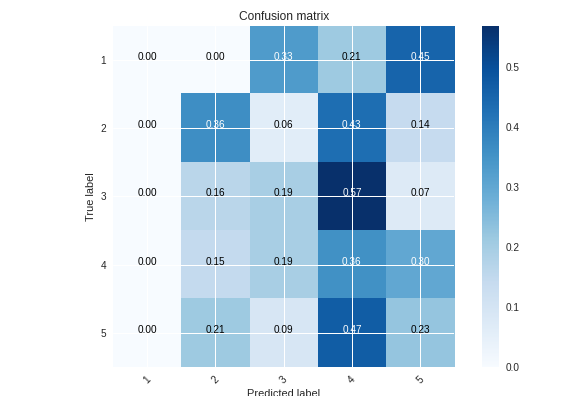 Confusion matrix
1 0.00 0.00 0.33 0.21 0.45
2 0.00 0.36 0.06 0.43 0.14
3 0.00 0.16 0.19 0.57 0.07
4 0.00 0.15 0.19 0.36 0.30
5 0.00 0.21 0.09 0.47 0.23
1 2 3 4 5
True label
Predicted label
0.5
0.4
0.3
0.2
0.1
0.0